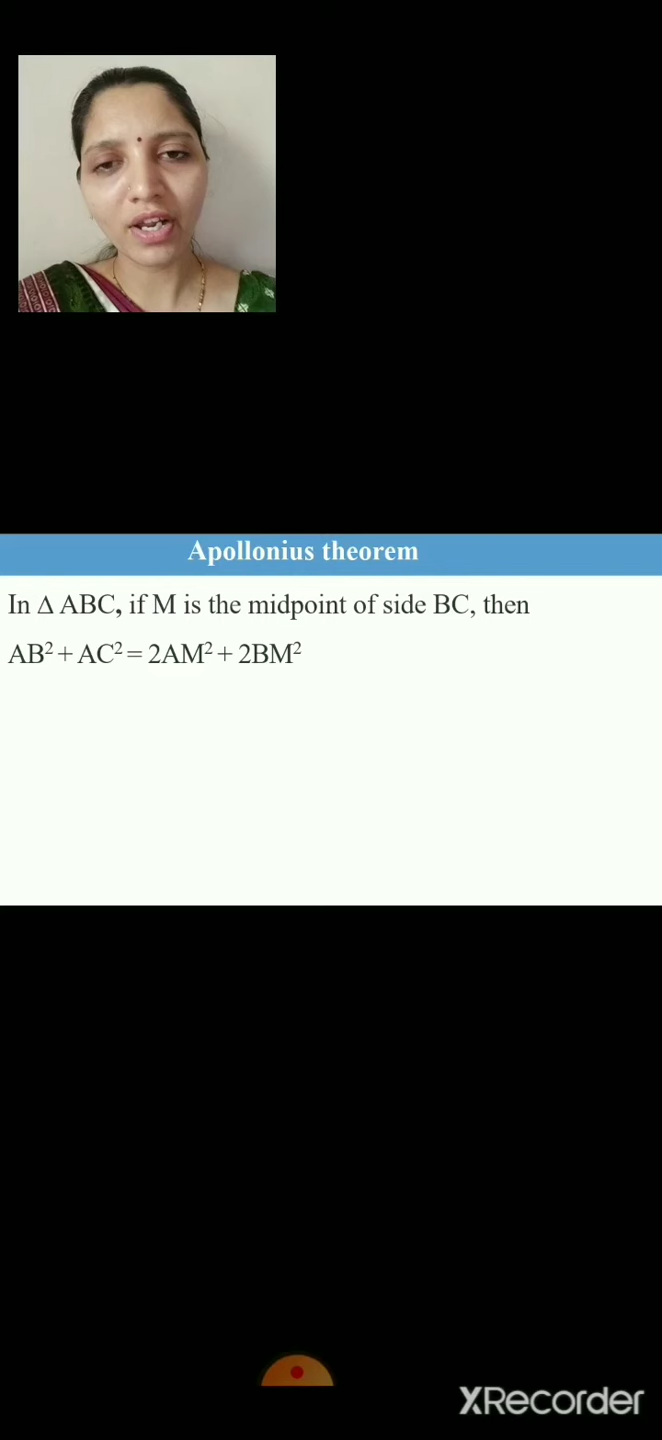 Apollonius theorem
In Δ ABC, if M is the midpoint of side BC, then
AB² + AC² = 2AM² + 2BM²
XRecorder